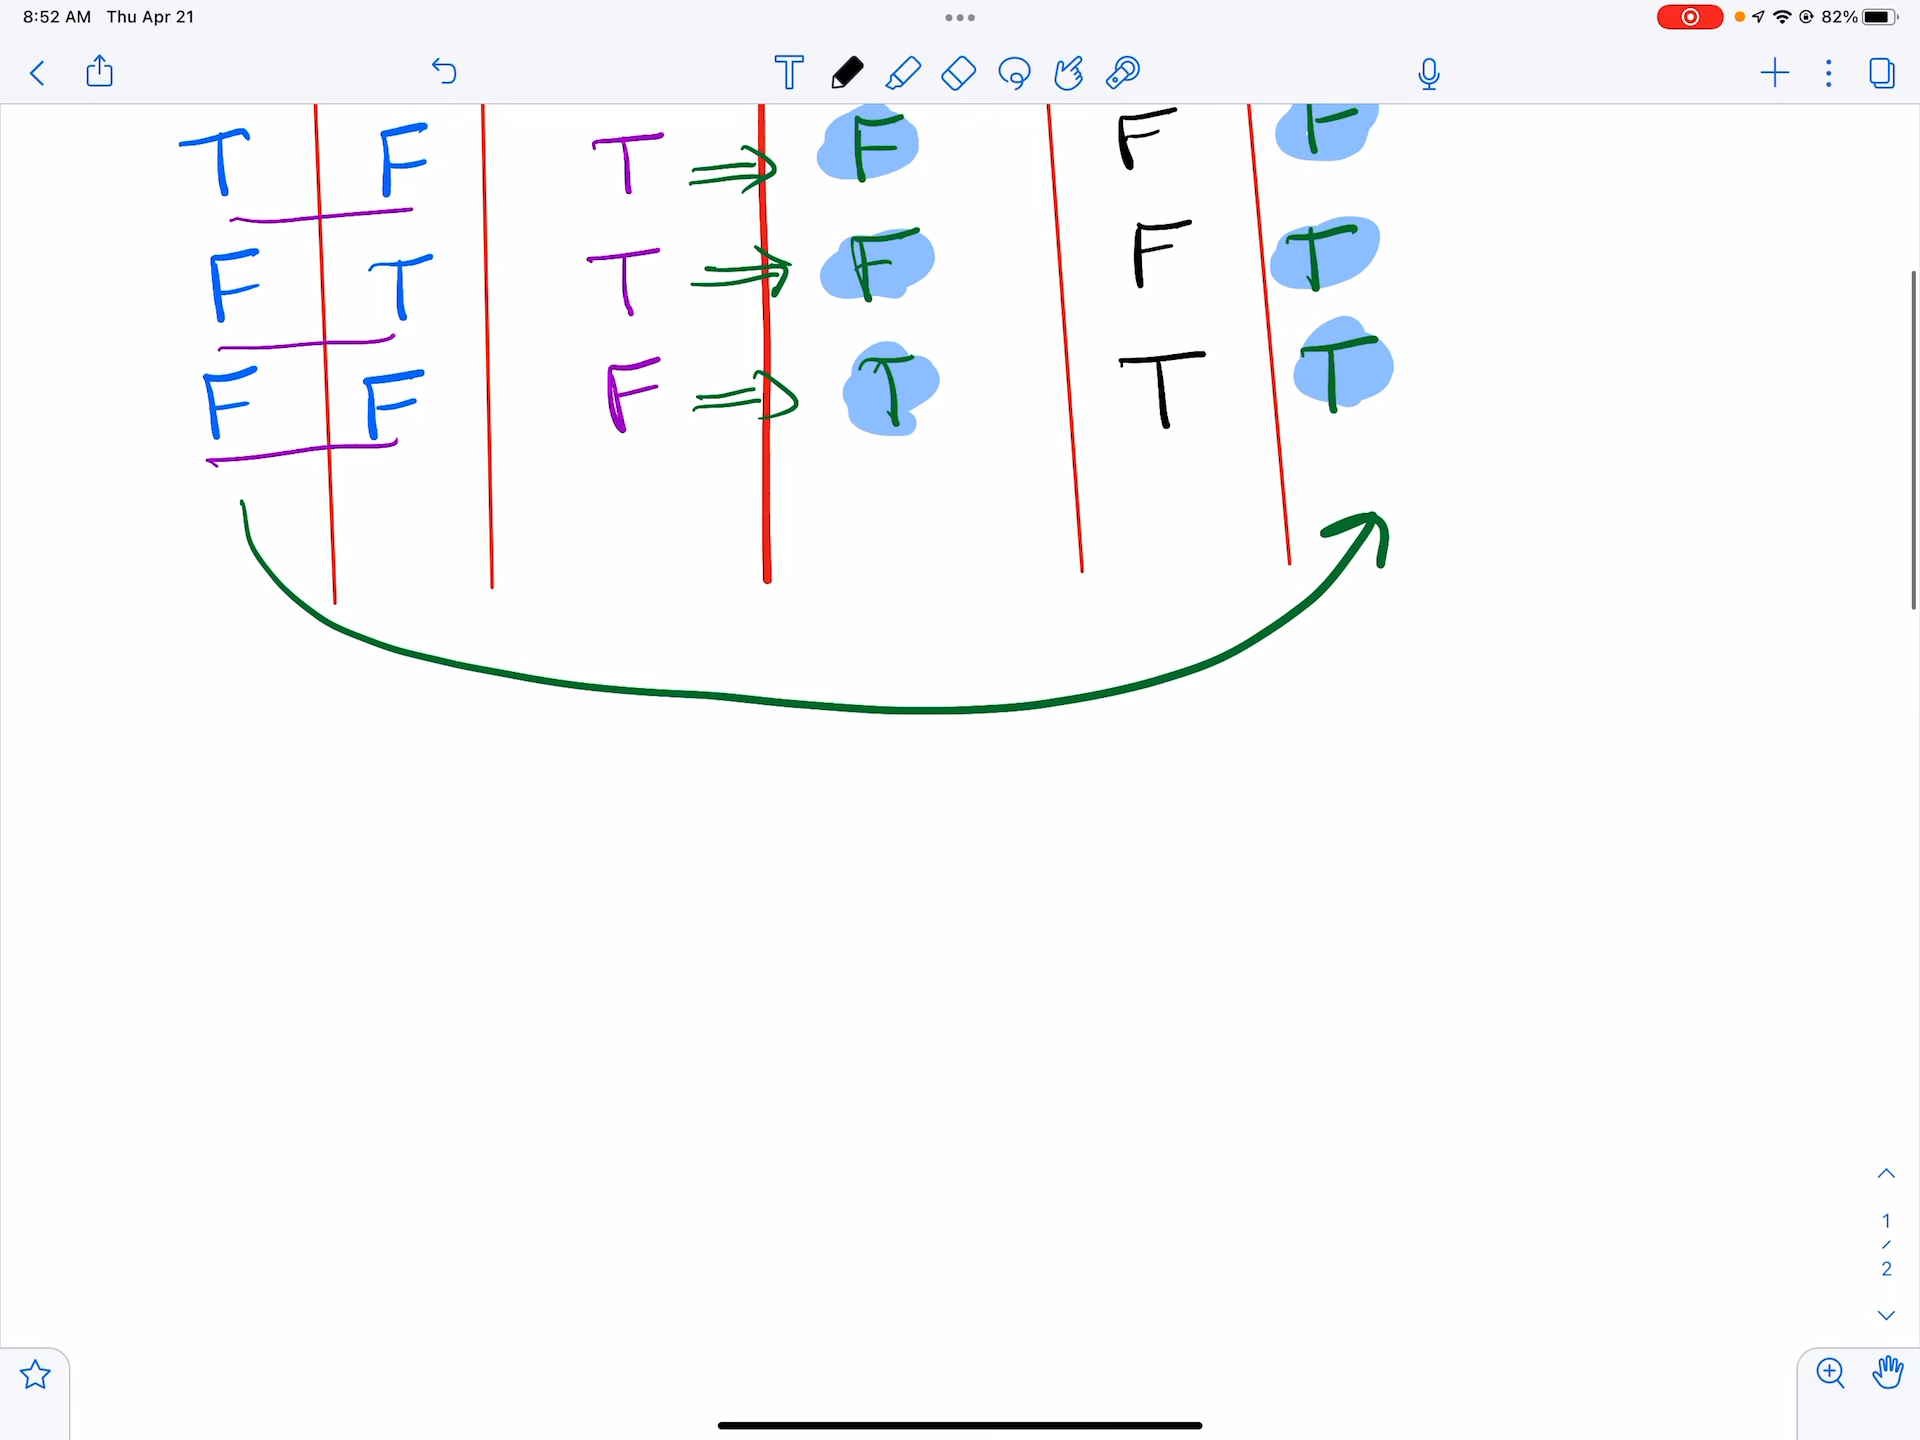 8:52 AM Thu Apr 21 82%
T
T F T ⇒ F F F
F T T ⇒ F F T
F F F ⇒ T T T
1
/
2